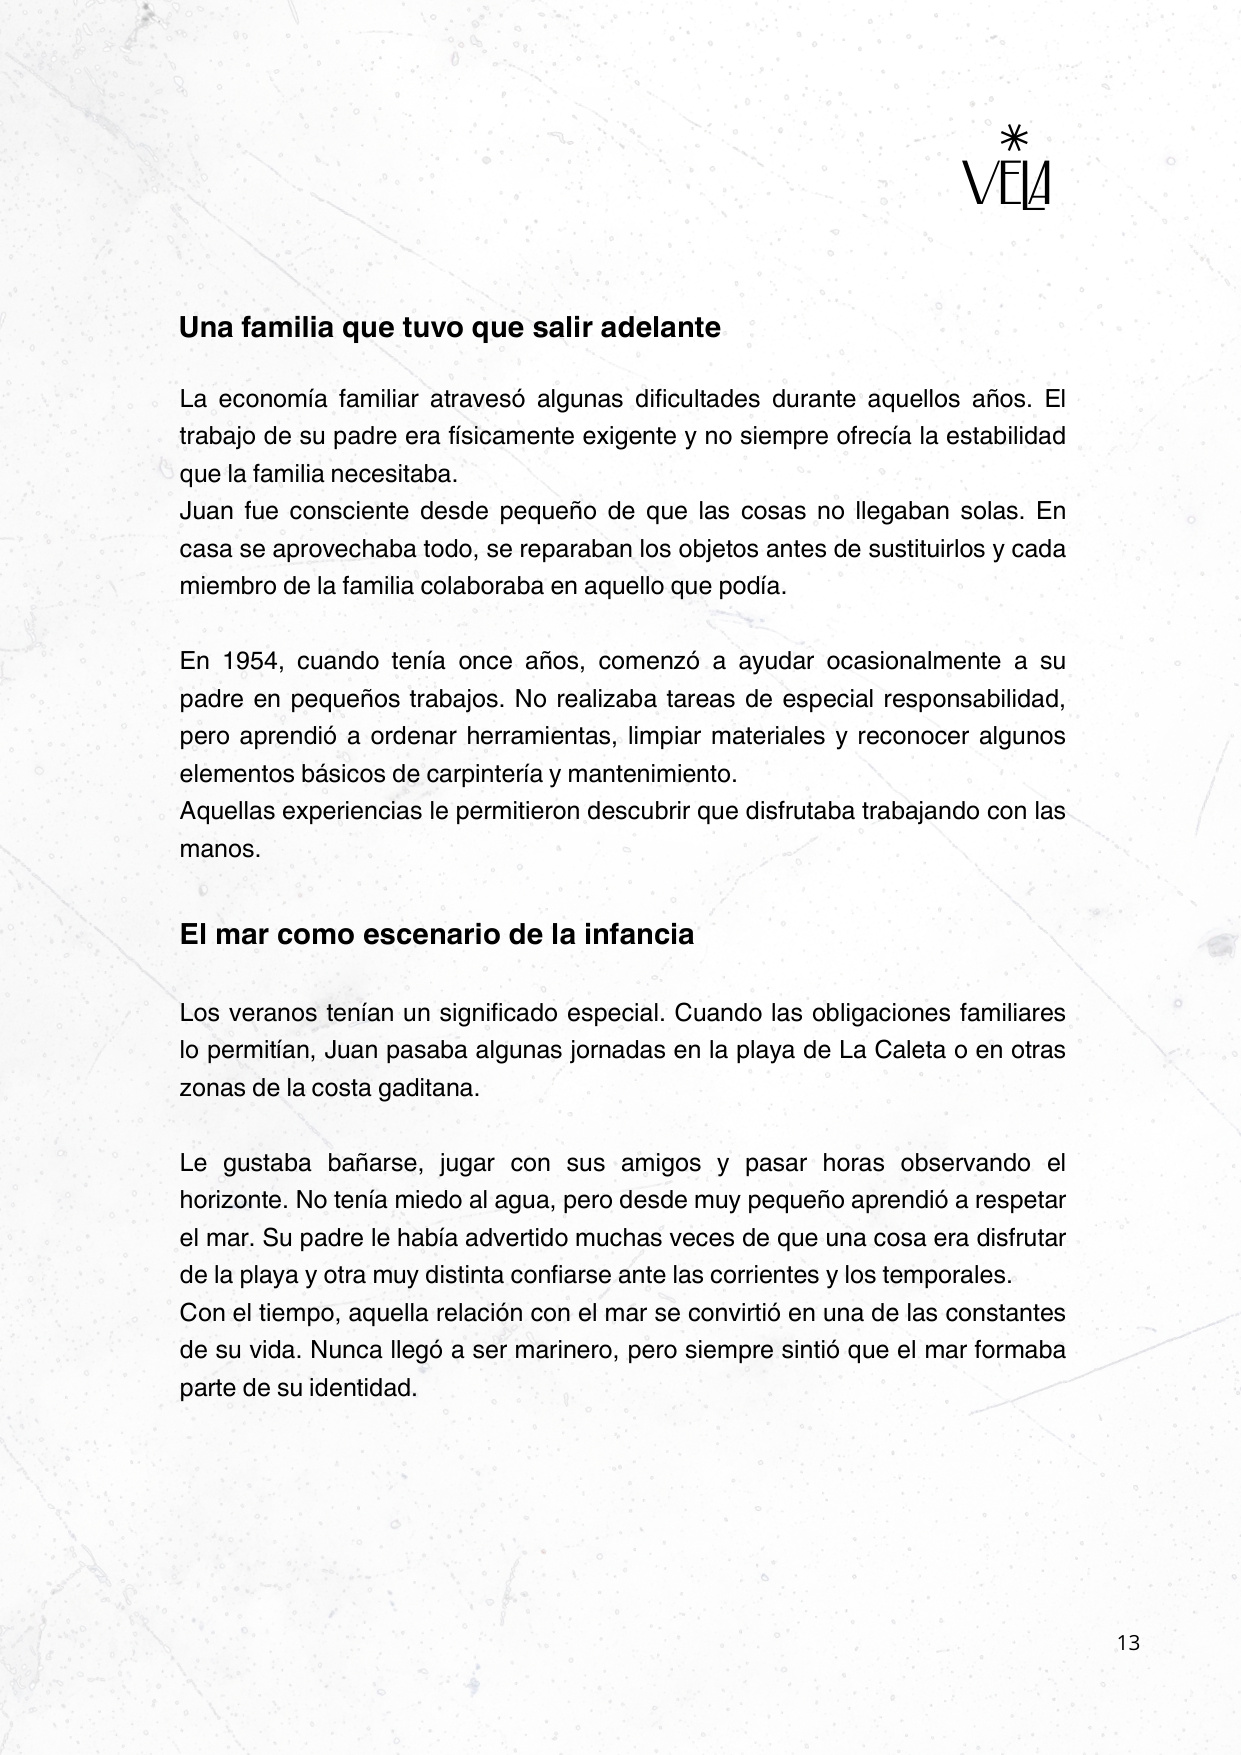 VELA
Una familia que tuvo que salir adelante
La economía familiar atravesó algunas dificultades durante aquellos años. El
trabajo de su padre era físicamente exigente y no siempre ofrecía la estabilidad
que la familia necesitaba.
Juan fue consciente desde pequeño de que las cosas no llegaban solas. En
casa se aprovechaba todo, se reparaban los objetos antes de sustituirlos y cada
miembro de la familia colaboraba en aquello que podía.
En 1954, cuando tenía once años, comenzó a ayudar ocasionalmente a su
padre en pequeños trabajos. No realizaba tareas de especial responsabilidad,
pero aprendió a ordenar herramientas, limpiar materiales y reconocer algunos
elementos básicos de carpintería y mantenimiento.
Aquellas experiencias le permitieron descubrir que disfrutaba trabajando con las
manos.
El mar como escenario de la infancia
Los veranos tenían un significado especial. Cuando las obligaciones familiares
lo permitían, Juan pasaba algunas jornadas en la playa de La Caleta o en otras
zonas de la costa gaditana.
Le gustaba bañarse, jugar con sus amigos y pasar horas observando el
horizonte. No tenía miedo al agua, pero desde muy pequeño aprendió a respetar
el mar. Su padre le había advertido muchas veces de que una cosa era disfrutar
de la playa y otra muy distinta confiarse ante las corrientes y los temporales.
Con el tiempo, aquella relación con el mar se convirtió en una de las constantes
de su vida. Nunca llegó a ser marinero, pero siempre sintió que el mar formaba
parte de su identidad.
13